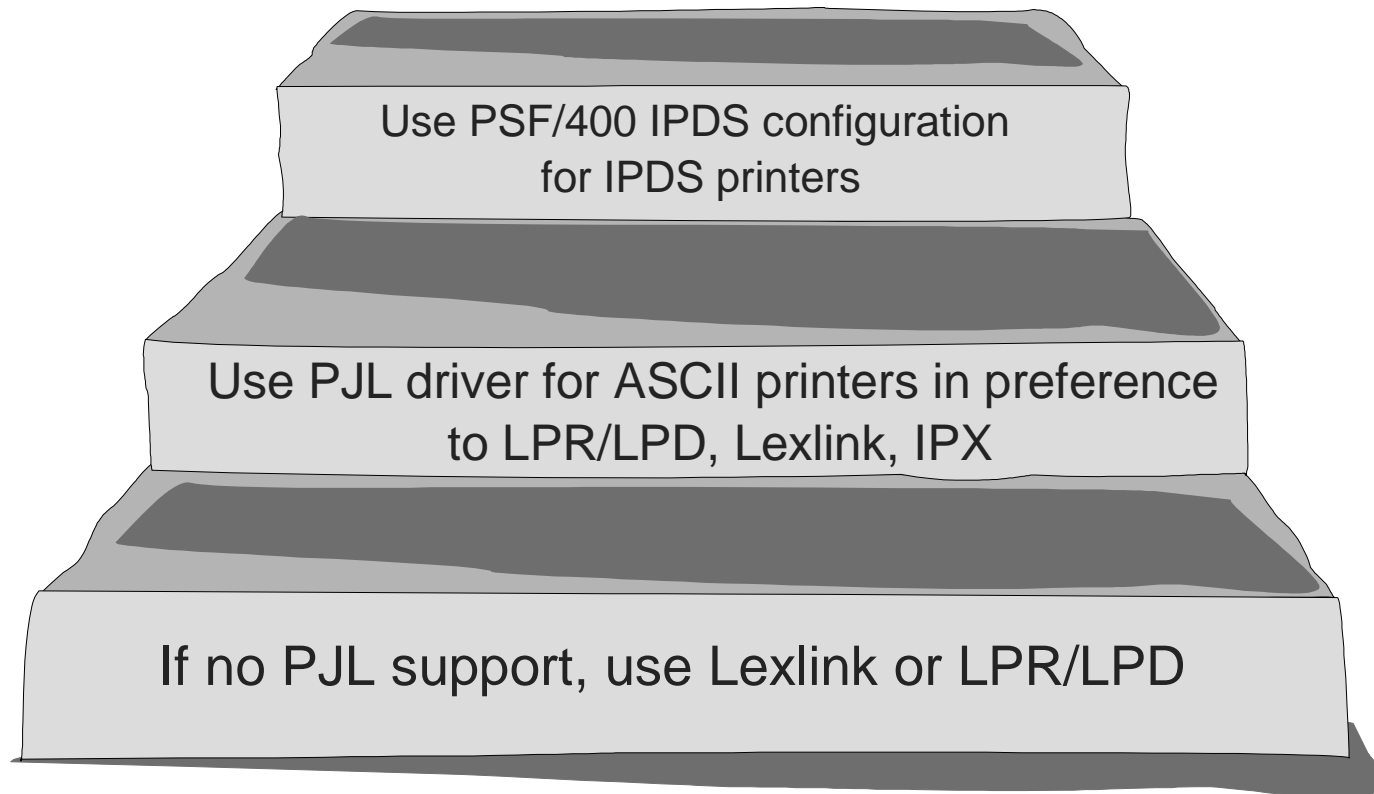 Use PSF/400 IPDS configuration
for IPDS printers
Use PJL driver for ASCII printers in preference
to LPR/LPD, Lexlink, IPX
If no PJL support, use Lexlink or LPR/LPD